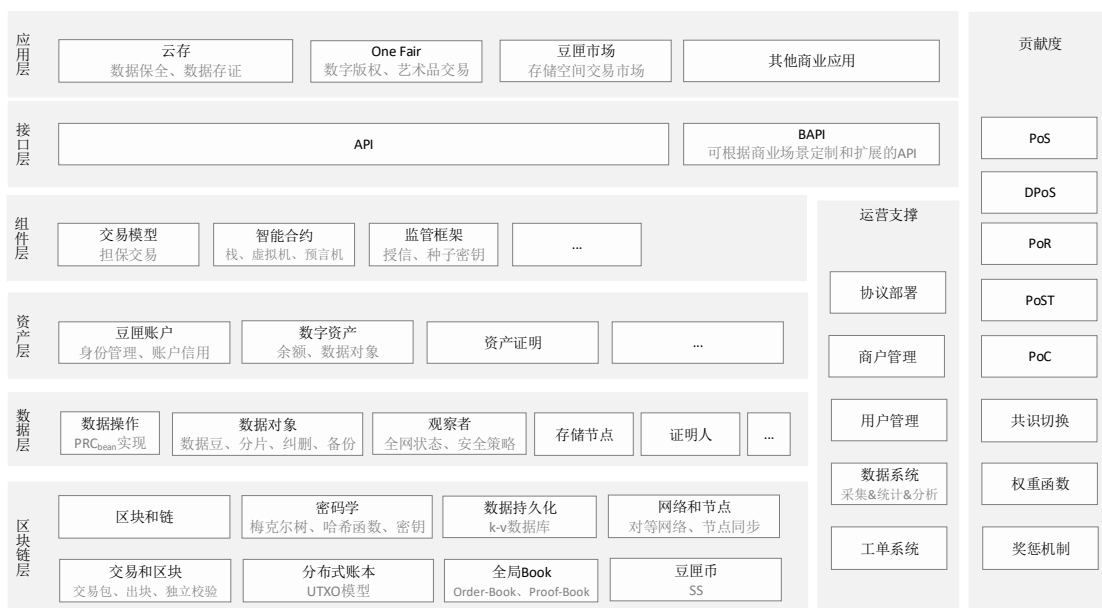 应用层
云存
数据保全、数据存证
One Fair
数字版权、艺术品交易
豆匣市场
存储空间交易市场
其他商业应用
接口层
API
BAPI
可根据商业场景定制和扩展的API
组件层
交易模型
担保交易
智能合约
栈、虚拟机、预言机
监管框架
授信、种子密钥
...
资产层
豆匣账户
身份管理、账户信用
数字资产
余额、数据对象
资产证明
...
数据层
数据操作
PRCbean实现
数据对象
数据豆、分片、纠删、备份
观察者
全网状态、安全策略
存储节点
证明人
...
区块链层
区块和链
密码学
梅克尔树、哈希函数、密钥
数据持久化
k-v数据库
网络和节点
对等网络、节点同步
交易和区块
交易包、出块、独立校验
分布式账本
UTXO模型
全局Book
Order-Book、Proof-Book
豆匣币
SS
运营支撑
协议部署
商户管理
用户管理
数据系统
采集&统计&分析
工单系统
贡献度
PoS
DPoS
PoR
PoST
PoC
共识切换
权重函数
奖惩机制